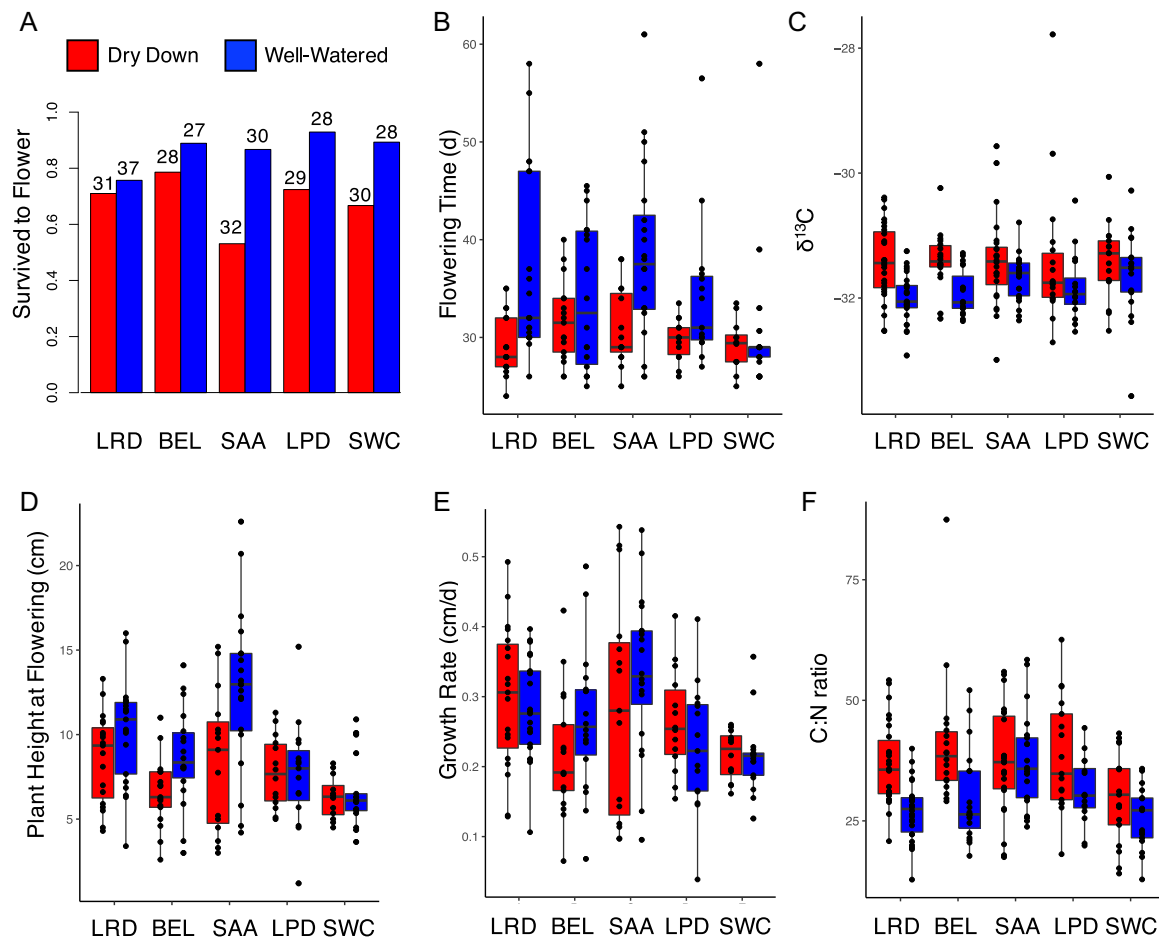 A
Dry Down
Well-Watered
Survived to Flower
1.0
0.8
0.6
0.4
0.2
0.0
31 37 28 27 32 30 29 28 30 28
LRD BEL SAA LPD SWC
B
Flowering Time (d)
60
50
40
30
LRD BEL SAA LPD SWC
C
δ13C
−28
−30
−32
LRD BEL SAA LPD SWC
D
Plant Height at Flowering (cm)
20
15
10
5
LRD BEL SAA LPD SWC
E
Growth Rate (cm/d)
0.5
0.4
0.3
0.2
0.1
LRD BEL SAA LPD SWC
F
C:N ratio
75
50
25
LRD BEL SAA LPD SWC